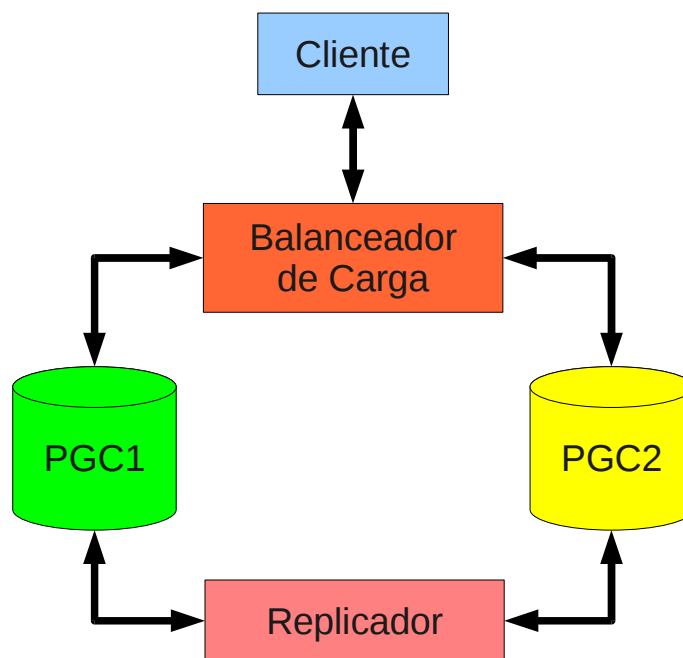 Cliente
Balanceador
de Carga
PGC1
PGC2
Replicador